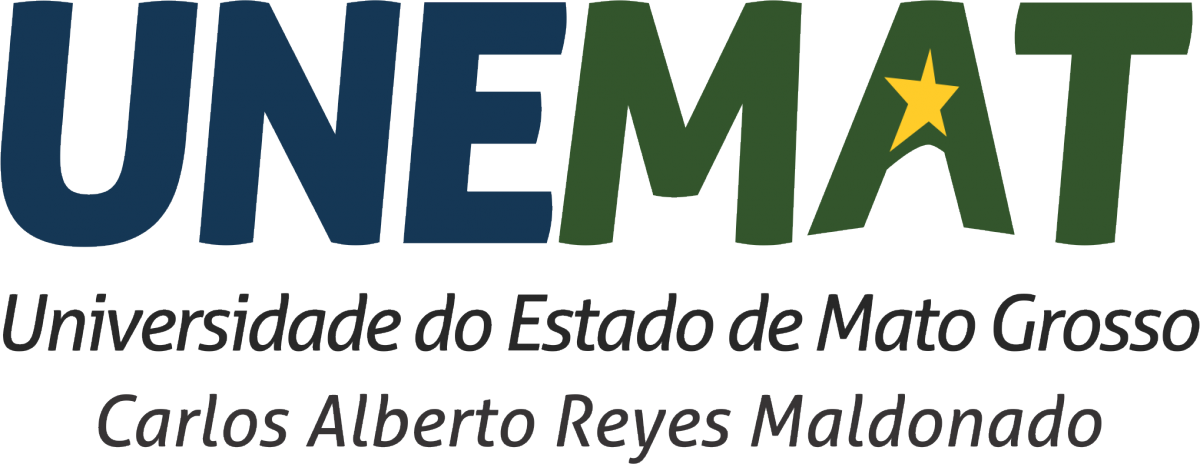 UNEMAT
Universidade do Estado de Mato Grosso
Carlos Alberto Reyes Maldonado